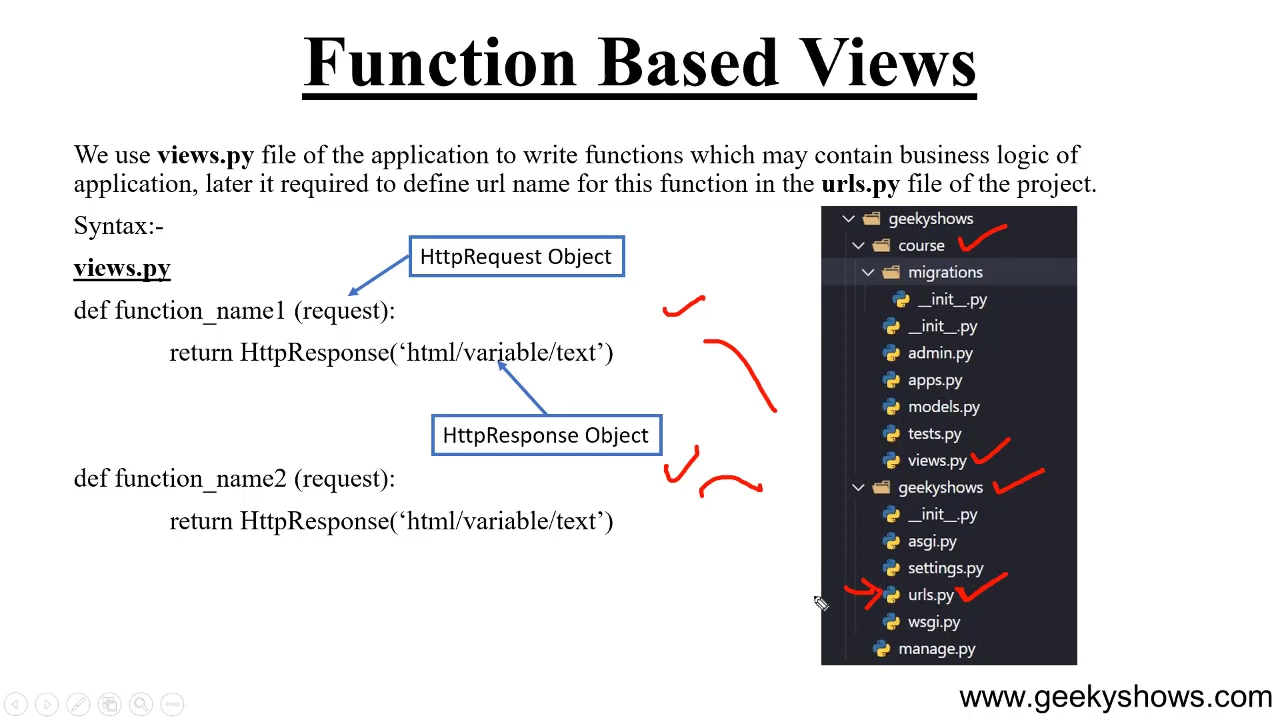 Function Based Views
We use views.py file of the application to write functions which may contain business logic of
application, later it required to define url name for this function in the urls.py file of the project.
Syntax:-
views.py
HttpRequest Object
def function_name1 (request):
return HttpResponse(‘html/variable/text’)
HttpResponse Object
def function_name2 (request):
return HttpResponse(‘html/variable/text’)
geekyshows
course
migrations
__init__.py
__init__.py
admin.py
apps.py
models.py
tests.py
views.py
geekyshows
__init__.py
asgi.py
settings.py
urls.py
wsgi.py
manage.py
www.geekyshows.com